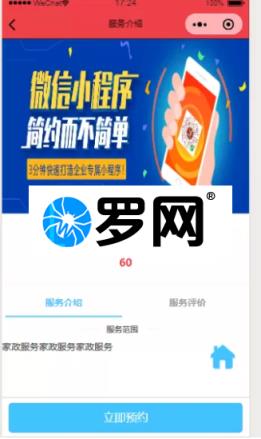 WeChat
17:24
100%
服务介绍
微信小程序
简约而不简单
3分钟快速打造企业专属小程序!
罗网®
60
服务介绍
服务评价
服务范围
家政服务家政服务家政服务
立即预约